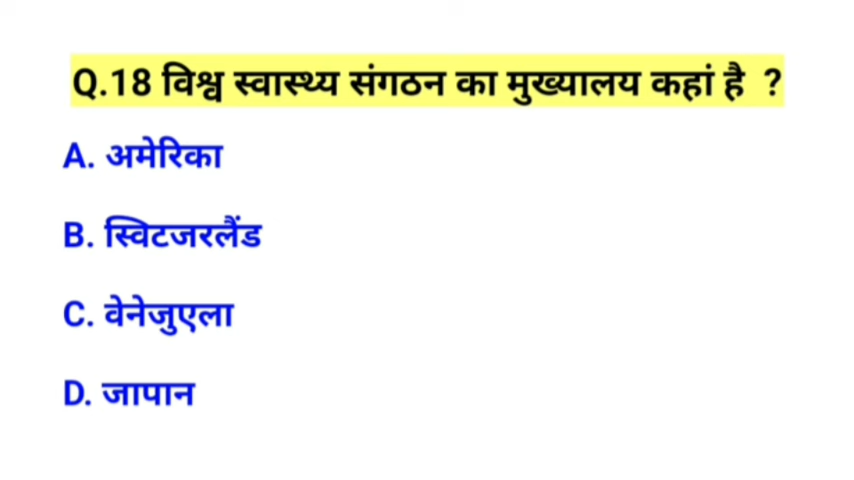 Q.18 विश्व स्वास्थ्य संगठन का मुख्यालय कहां है ?
A. अमेरिका
B. स्विटजरलैंड
C. वेनेजुएला
D. जापान